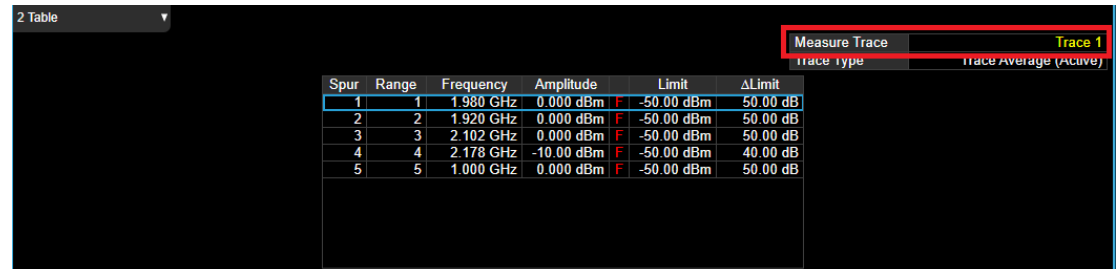 2 Table
Measure Trace Trace 1
Trace Type Trace Average (Active)
Spur Range Frequency Amplitude Limit ΔLimit
1 1 1.980 GHz 0.000 dBm F -50.00 dBm 50.00 dB
2 2 1.920 GHz 0.000 dBm F -50.00 dBm 50.00 dB
3 3 2.102 GHz 0.000 dBm F -50.00 dBm 50.00 dB
4 4 2.178 GHz -10.00 dBm F -50.00 dBm 40.00 dB
5 5 1.000 GHz 0.000 dBm F -50.00 dBm 50.00 dB